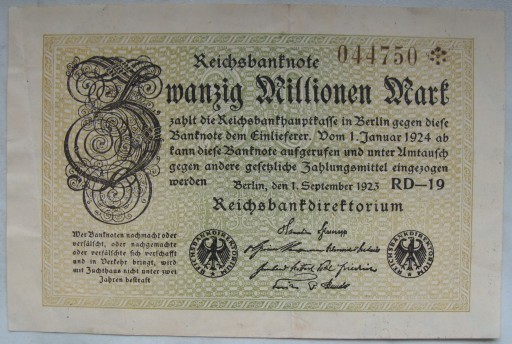 Reichsbanknote
044750 ✻
Zwanzig Millionen Mark
zahlt die Reichsbankhauptkasse in Berlin gegen diese
Banknote dem Einlieferer. Vom 1. Januar 1924 ab
kann diese Banknote aufgerufen und unter Umtausch
gegen andere gesetzliche Zahlungsmittel eingezogen
werden
Berlin, den 1. September 1923 RD-19
Reichsbankdirektorium
Wer Banknoten nachmacht oder
verfälscht, oder nachgemachte
oder verfälschte sich verschafft
und in Verkehr bringt, wird
mit Zuchthaus nicht unter zwei
Jahren bestraft
REICHSBANKDIREKTORIUM
REICHSBANKDIREKTORIUM